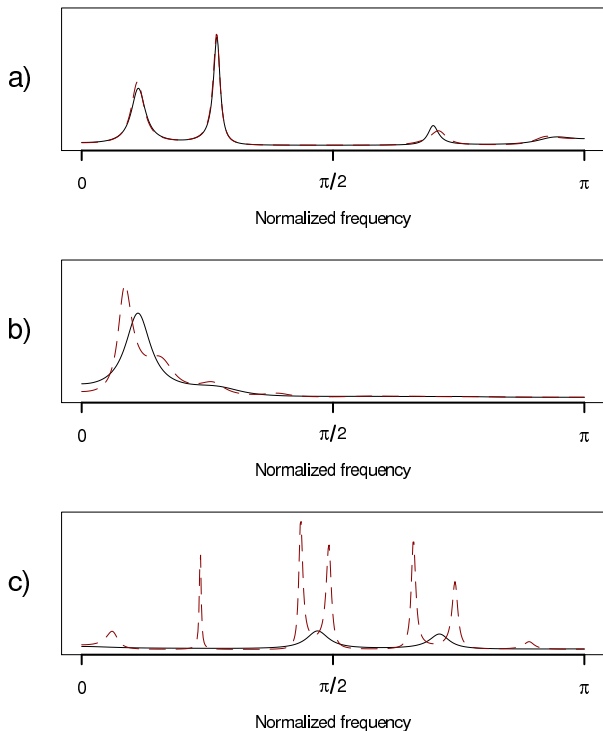 a)
0 π/2 π
Normalized frequency
b)
0 π/2 π
Normalized frequency
c)
0 π/2 π
Normalized frequency